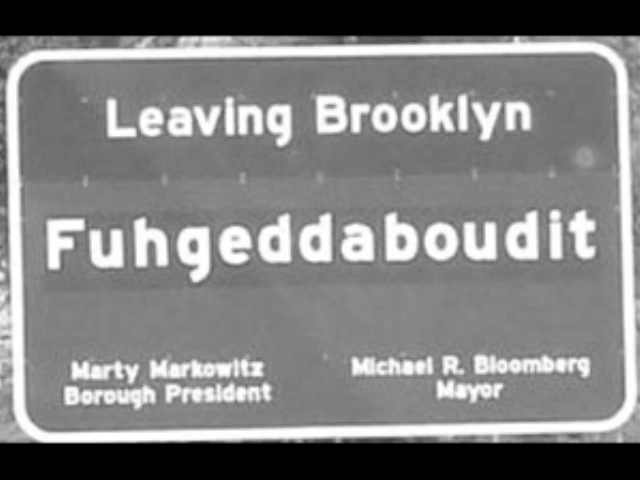 Leaving Brooklyn
Fuhgeddaboudit
Marty Markowitz
Borough President
Michael R. Bloomberg
Mayor